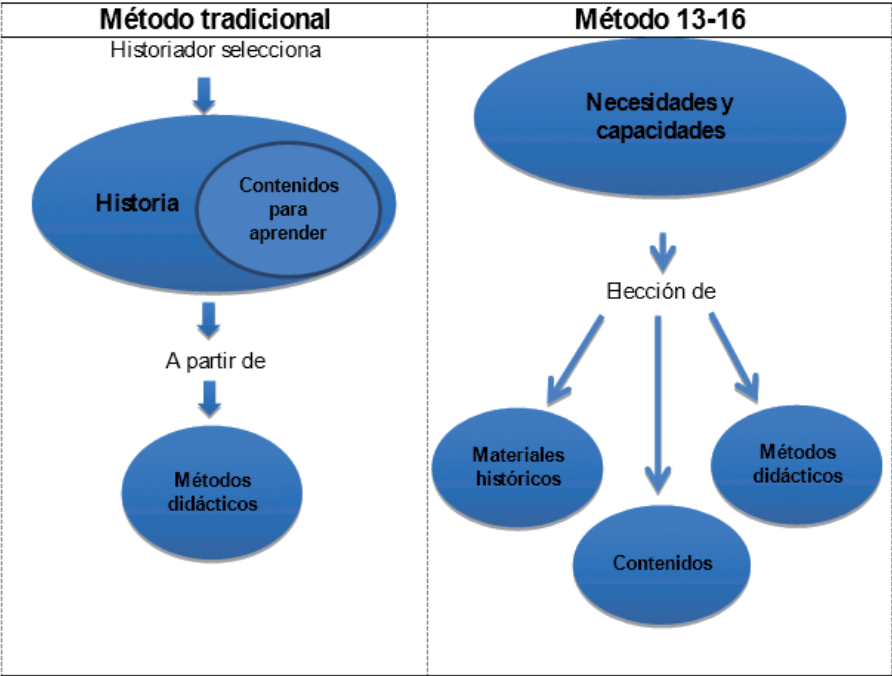 Método tradicional
Historiador selecciona
Historia
Contenidos
para
aprender
A partir de
Métodos
didácticos
Método 13-16
Necesidades y
capacidades
Elección de
Materiales
históricos
Métodos
didácticos
Contenidos